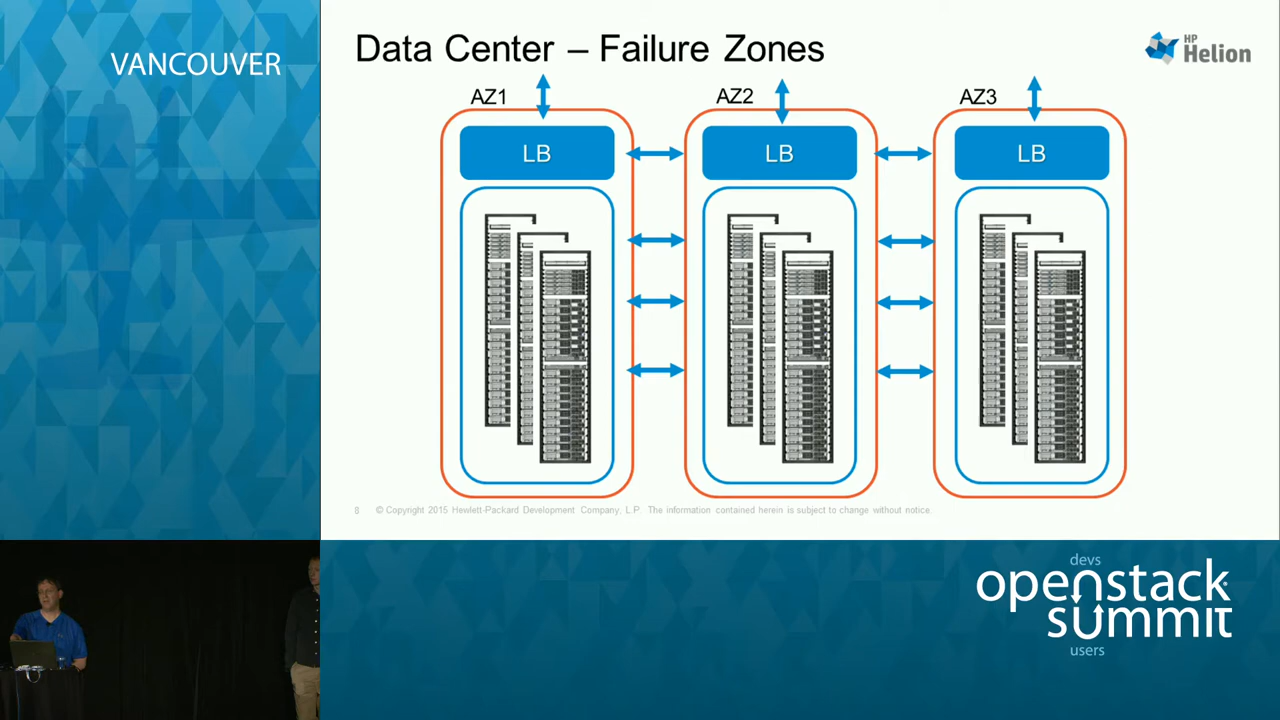 VANCOUVER
Data Center – Failure Zones
HP
Helion
AZ1
AZ2
AZ3
LB
LB
LB
8 © Copyright 2015 Hewlett-Packard Development Company, L.P. The information contained herein is subject to change without notice.
devs
openstack
summit
users